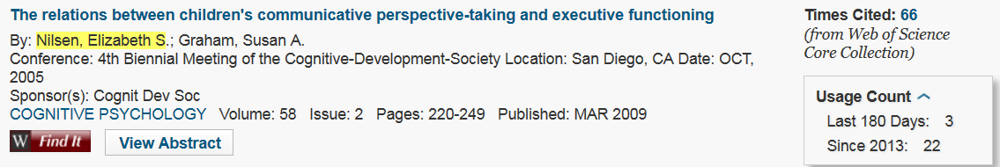 The relations between children's communicative perspective-taking and executive functioning
By: Nilsen, Elizabeth S.; Graham, Susan A.
Conference: 4th Biennial Meeting of the Cognitive-Development-Society Location: San Diego, CA Date: OCT,
2005
Sponsor(s): Cognit Dev Soc
COGNITIVE PSYCHOLOGY Volume: 58 Issue: 2 Pages: 220-249 Published: MAR 2009
W Find It View Abstract
Times Cited: 66
(from Web of Science
Core Collection)
Usage Count
Last 180 Days: 3
Since 2013: 22